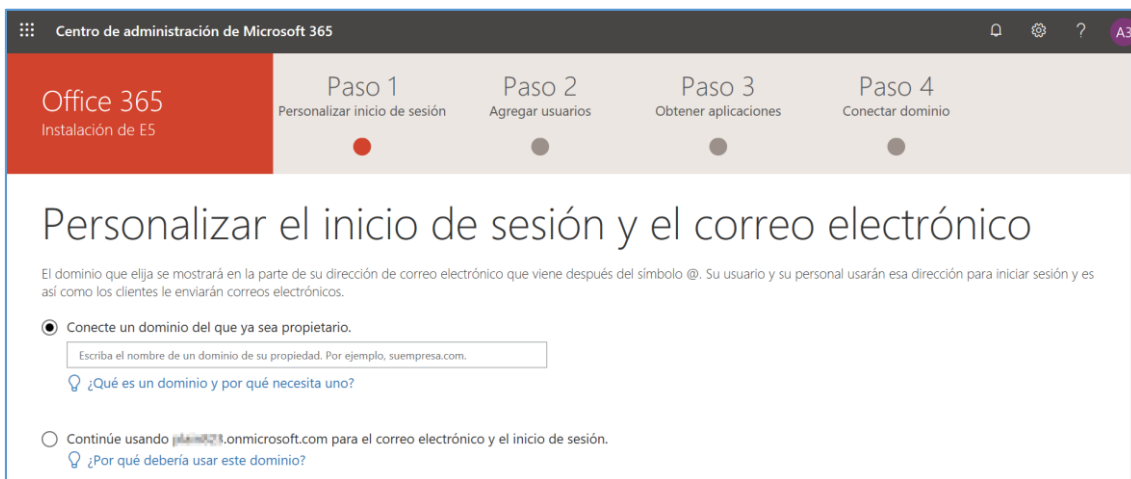 Centro de administración de Microsoft 365
?
A3
Office 365
Instalación de E5
Paso 1
Personalizar inicio de sesión
Paso 2
Agregar usuarios
Paso 3
Obtener aplicaciones
Paso 4
Conectar dominio
Personalizar el inicio de sesión y el correo electrónico
El dominio que elija se mostrará en la parte de su dirección de correo electrónico que viene después del símbolo @. Su usuario y su personal usarán esa dirección para iniciar sesión y es
así como los clientes le enviarán correos electrónicos.
Conecte un dominio del que ya sea propietario.
Escriba el nombre de un dominio de su propiedad. Por ejemplo, suempresa.com.
¿Qué es un dominio y por qué necesita uno?
Continúe usando .onmicrosoft.com para el correo electrónico y el inicio de sesión.
¿Por qué debería usar este dominio?